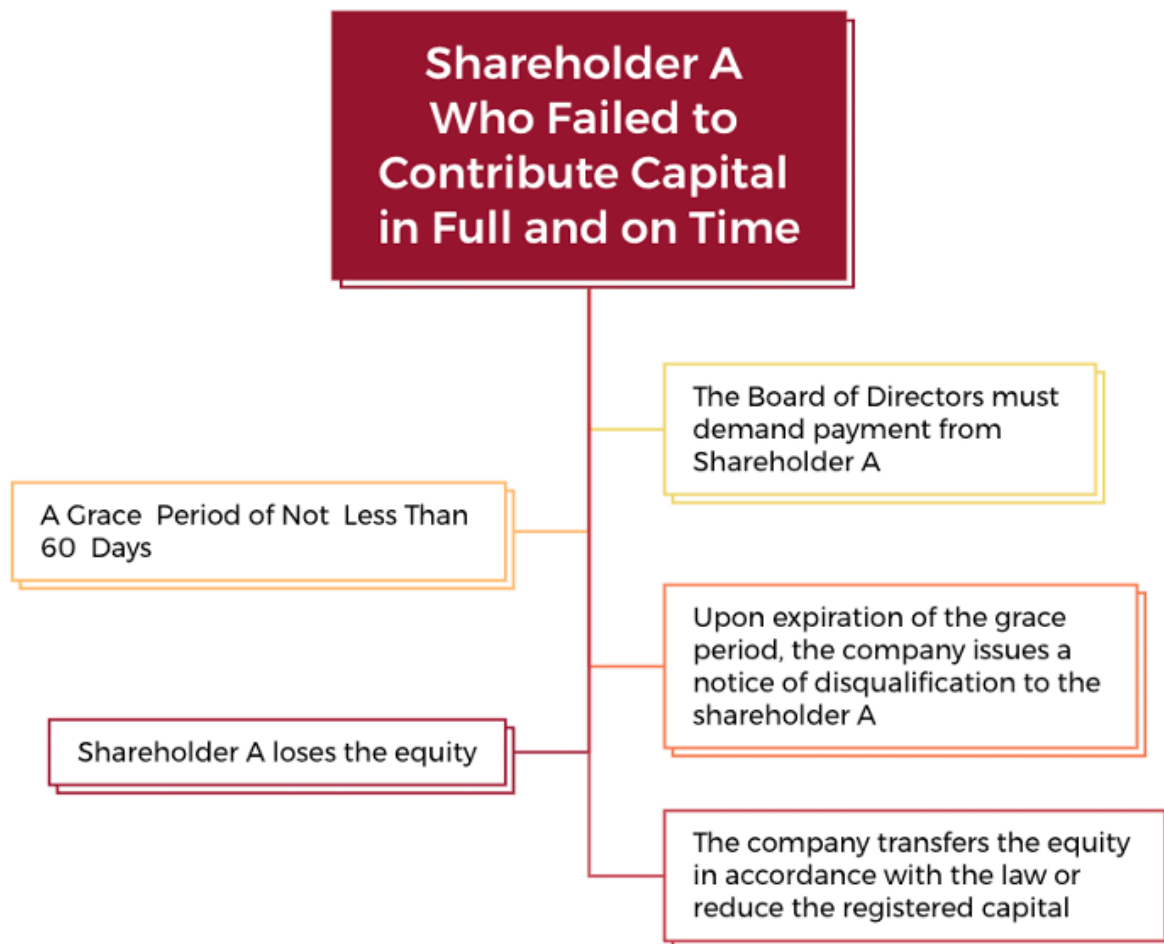 Shareholder A
Who Failed to
Contribute Capital
in Full and on Time
The Board of Directors must
demand payment from
Shareholder A
A Grace Period of Not Less Than
60 Days
Upon expiration of the grace
period, the company issues a
notice of disqualification to the
shareholder A
Shareholder A loses the equity
The company transfers the equity
in accordance with the law or
reduce the registered capital